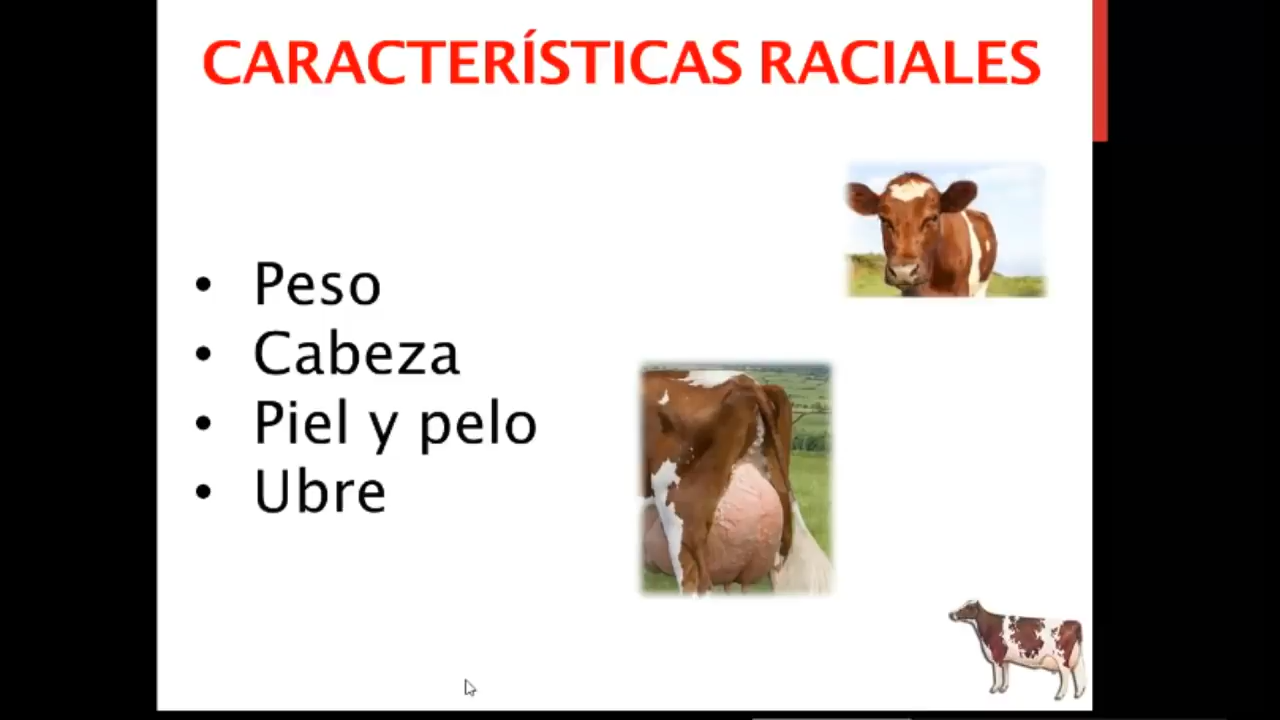 CARACTERÍSTICAS RACIALES
• Peso
• Cabeza
• Piel y pelo
• Ubre